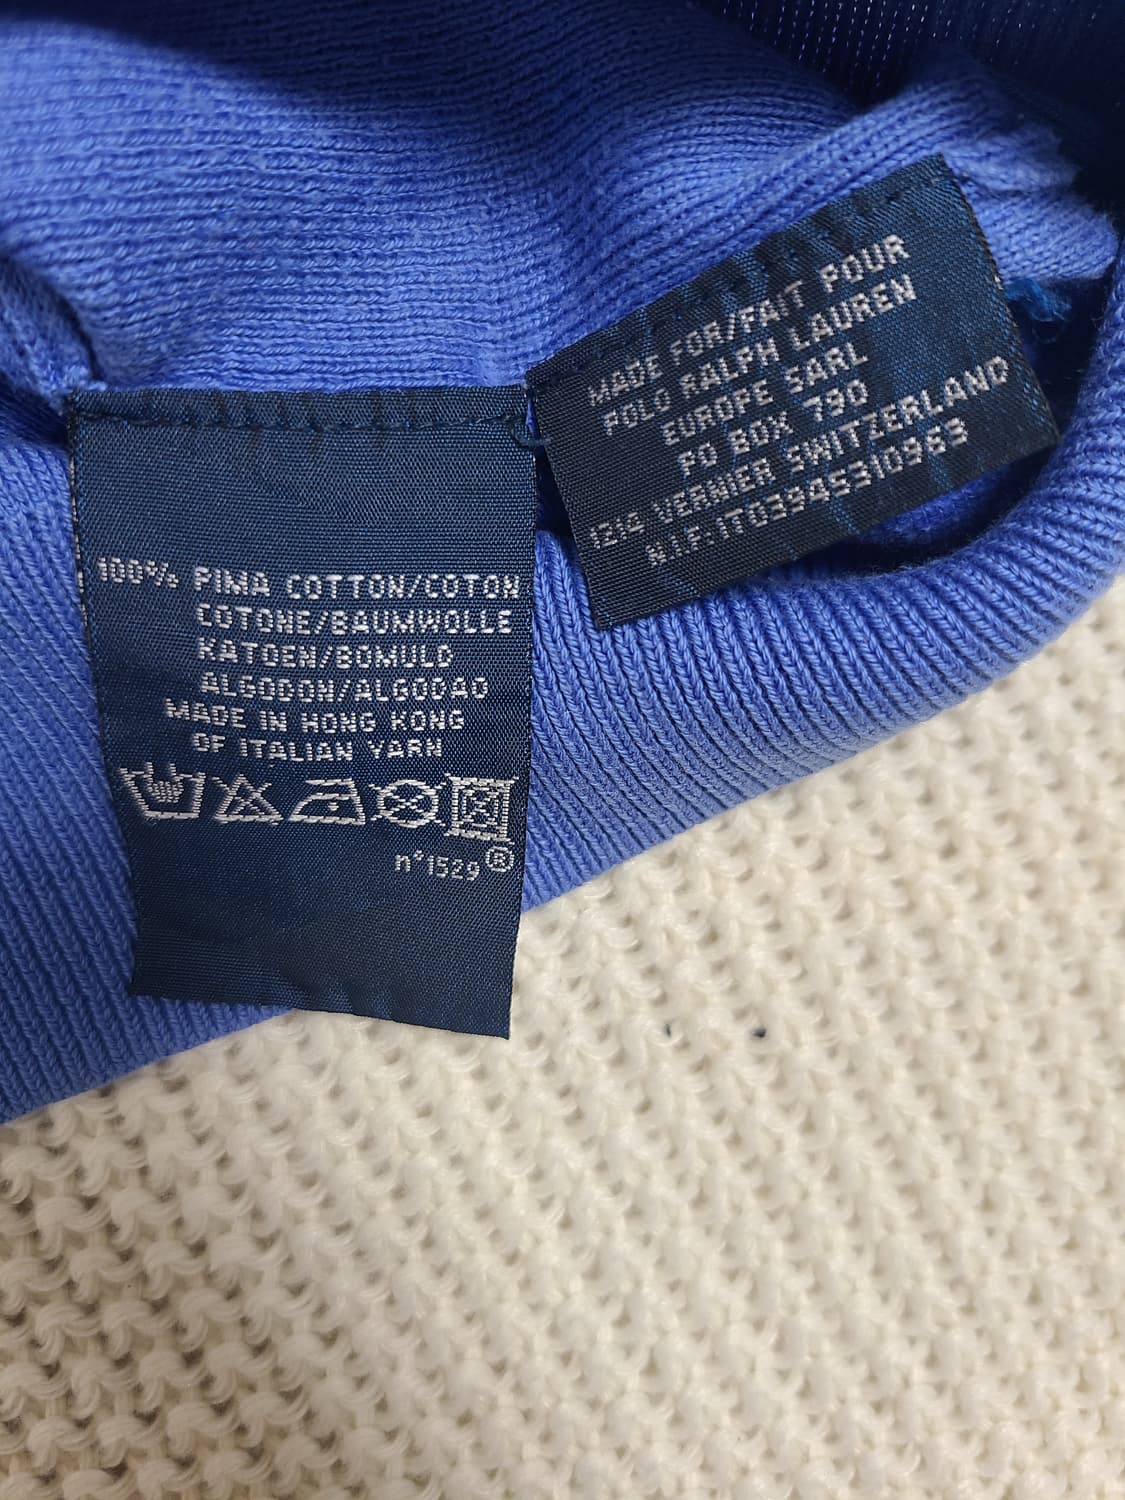 100% PIMA COTTON/COTON
COTONE/BAUMWOLLE
KATOEN/BOMULD
ALGODON/ALGODAO
MADE IN HONG KONG
OF ITALIAN YARN
n°1529®
MADE FOR/FAIT POUR
POLO RALPH LAUREN
EUROPE SARL
PO BOX 790
1214 VERNIER SWITZERLAND
N.I.F:IT03945310963